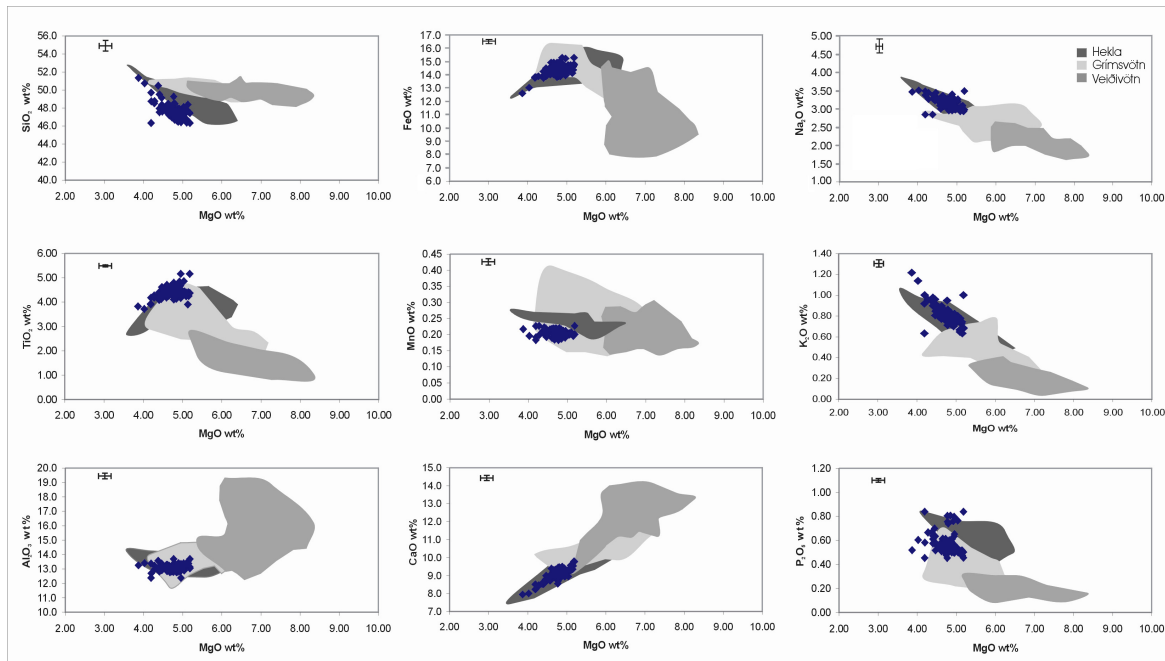 56.0
54.0
52.0
50.0
48.0
46.0
44.0
42.0
40.0
SiO₂ wt%
2.00 3.00 4.00 5.00 6.00 7.00 8.00 9.00 10.00
MgO wt%
17.0
16.0
15.0
14.0
13.0
12.0
11.0
10.0
9.0
8.0
7.0
6.0
FeO wt%
2.00 3.00 4.00 5.00 6.00 7.00 8.00 9.00 10.00
MgO wt%
5.00
4.50
4.00
3.50
3.00
2.50
2.00
1.50
1.00
Na₂O wt%
Hekla
Grímsvötn
Veiðivötn
2.00 3.00 4.00 5.00 6.00 7.00 8.00 9.00 10.00
MgO wt%
6.00
5.00
4.00
3.00
2.00
1.00
0.00
TiO₂ wt%
2.00 3.00 4.00 5.00 6.00 7.00 8.00 9.00 10.00
MgO wt%
0.45
0.40
0.35
0.30
0.25
0.20
0.15
0.10
0.05
0.00
MnO wt%
2.00 3.00 4.00 5.00 6.00 7.00 8.00 9.00 10.00
MgO wt%
1.40
1.20
1.00
0.80
0.60
0.40
0.20
0.00
K₂O wt%
2.00 3.00 4.00 5.00 6.00 7.00 8.00 9.00 10.00
MgO wt%
20.0
19.0
18.0
17.0
16.0
15.0
14.0
13.0
12.0
11.0
10.0
Al₂O₃ wt%
2.00 3.00 4.00 5.00 6.00 7.00 8.00 9.00 10.00
MgO wt%
15.0
14.0
13.0
12.0
11.0
10.0
9.0
8.0
7.0
CaO wt%
2.00 3.00 4.00 5.00 6.00 7.00 8.00 9.00 10.00
MgO wt%
1.20
1.00
0.80
0.60
0.40
0.20
0.00
P₂O₅ wt%
2.00 3.00 4.00 5.00 6.00 7.00 8.00 9.00 10.00
MgO wt%